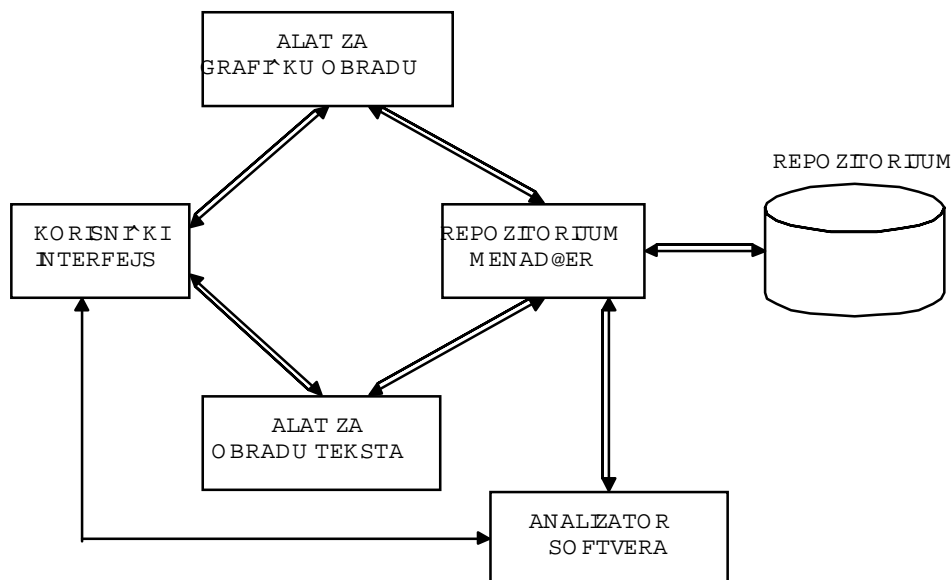 ALAT ZA
GRAFI^KU OBRADU
REPOZITORIJUM
KORISNI^KI
INTERFEJS
REPOZITORIJUM
MENAD@ER
ALAT ZA
OBRADU TEKSTA
ANALIZATOR
SOFTVERA